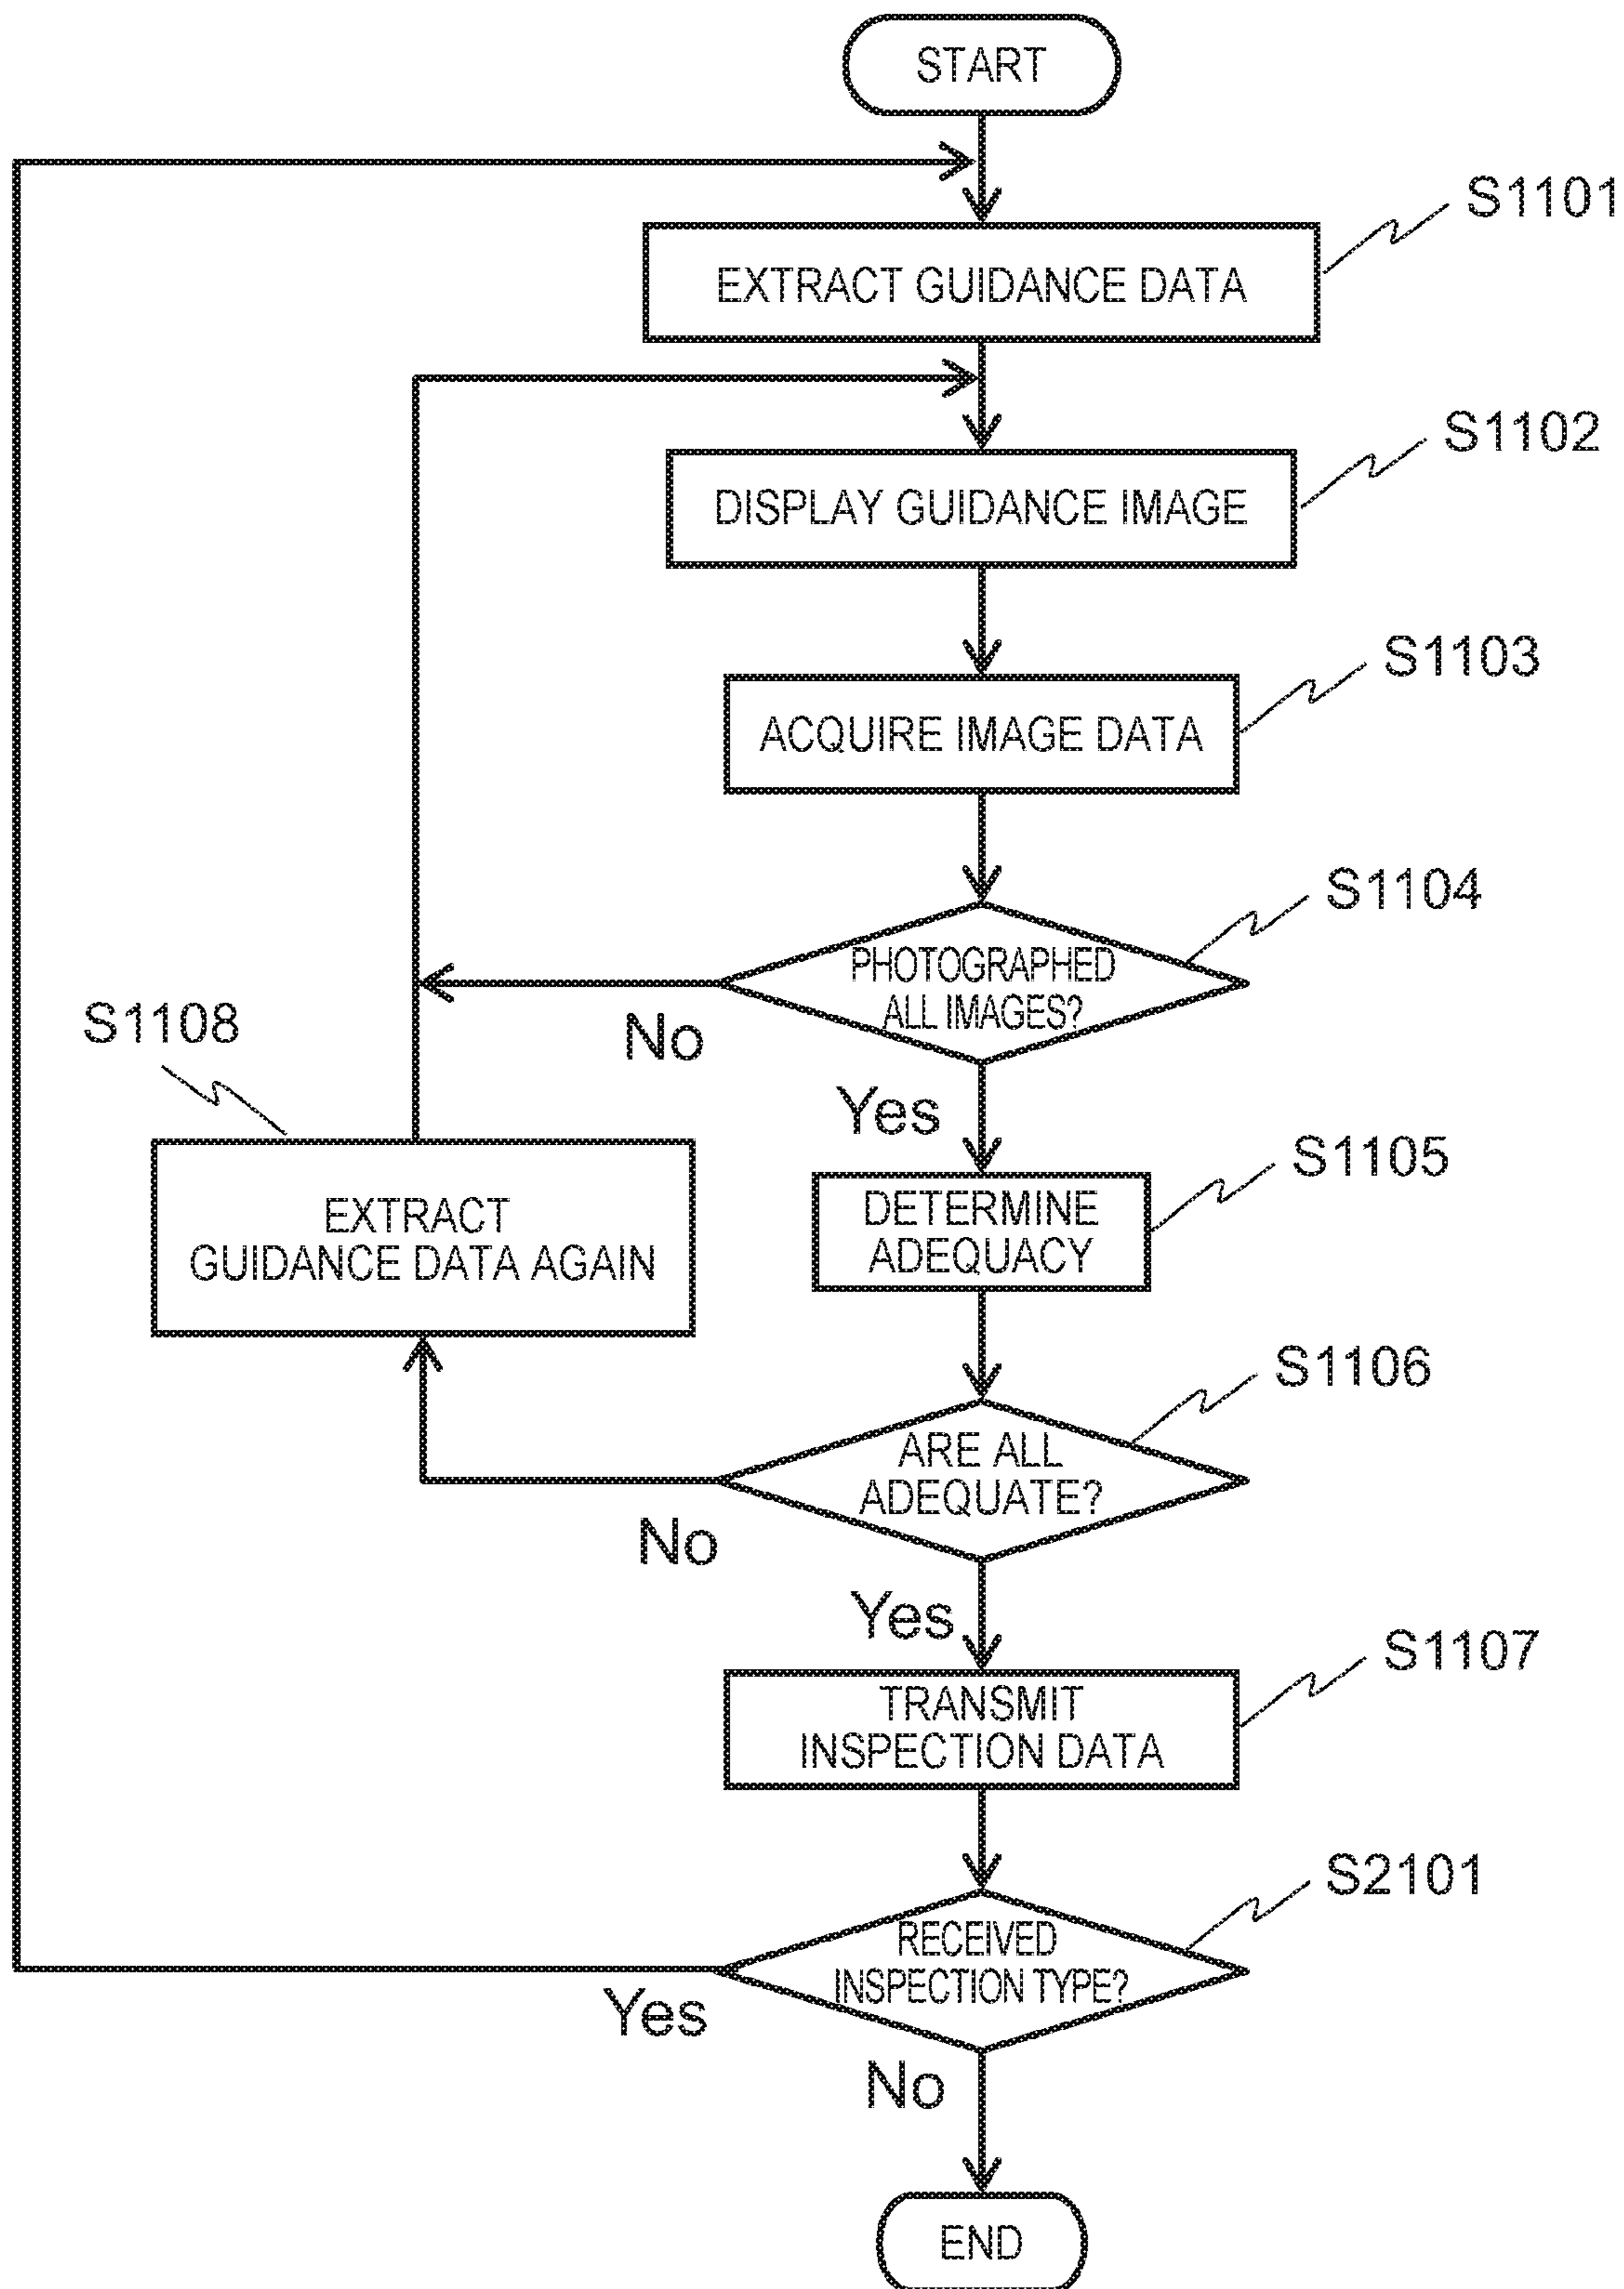 START
S1101
EXTRACT GUIDANCE DATA
S1102
DISPLAY GUIDANCE IMAGE
S1103
ACQUIRE IMAGE DATA
S1104
PHOTOGRAPHED
ALL IMAGES?
No
Yes
S1108
EXTRACT
GUIDANCE DATA AGAIN
S1105
DETERMINE
ADEQUACY
S1106
ARE ALL
ADEQUATE?
No
Yes
S1107
TRANSMIT
INSPECTION DATA
S2101
RECEIVED
INSPECTION TYPE?
Yes
No
END